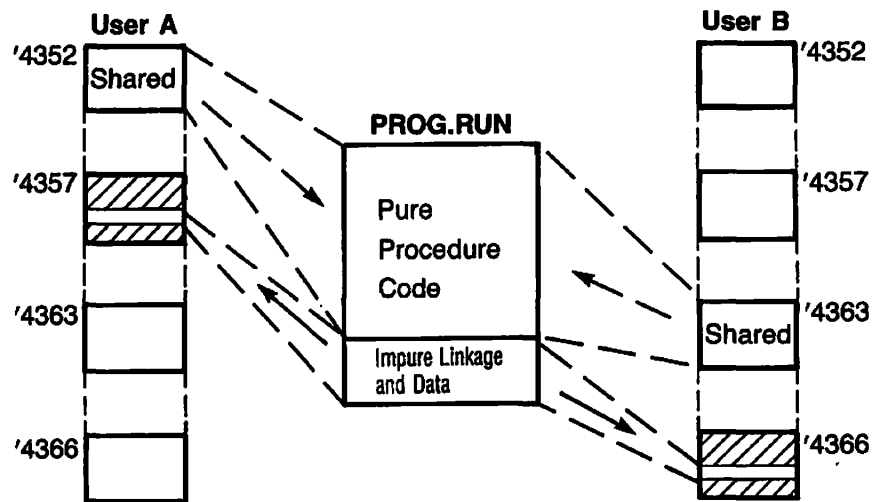 User A
'4352
Shared
'4357
'4363
'4366
PROG.RUN
Pure
Procedure
Code
Impure Linkage
and Data
User B
'4352
'4357
'4363
Shared
'4366